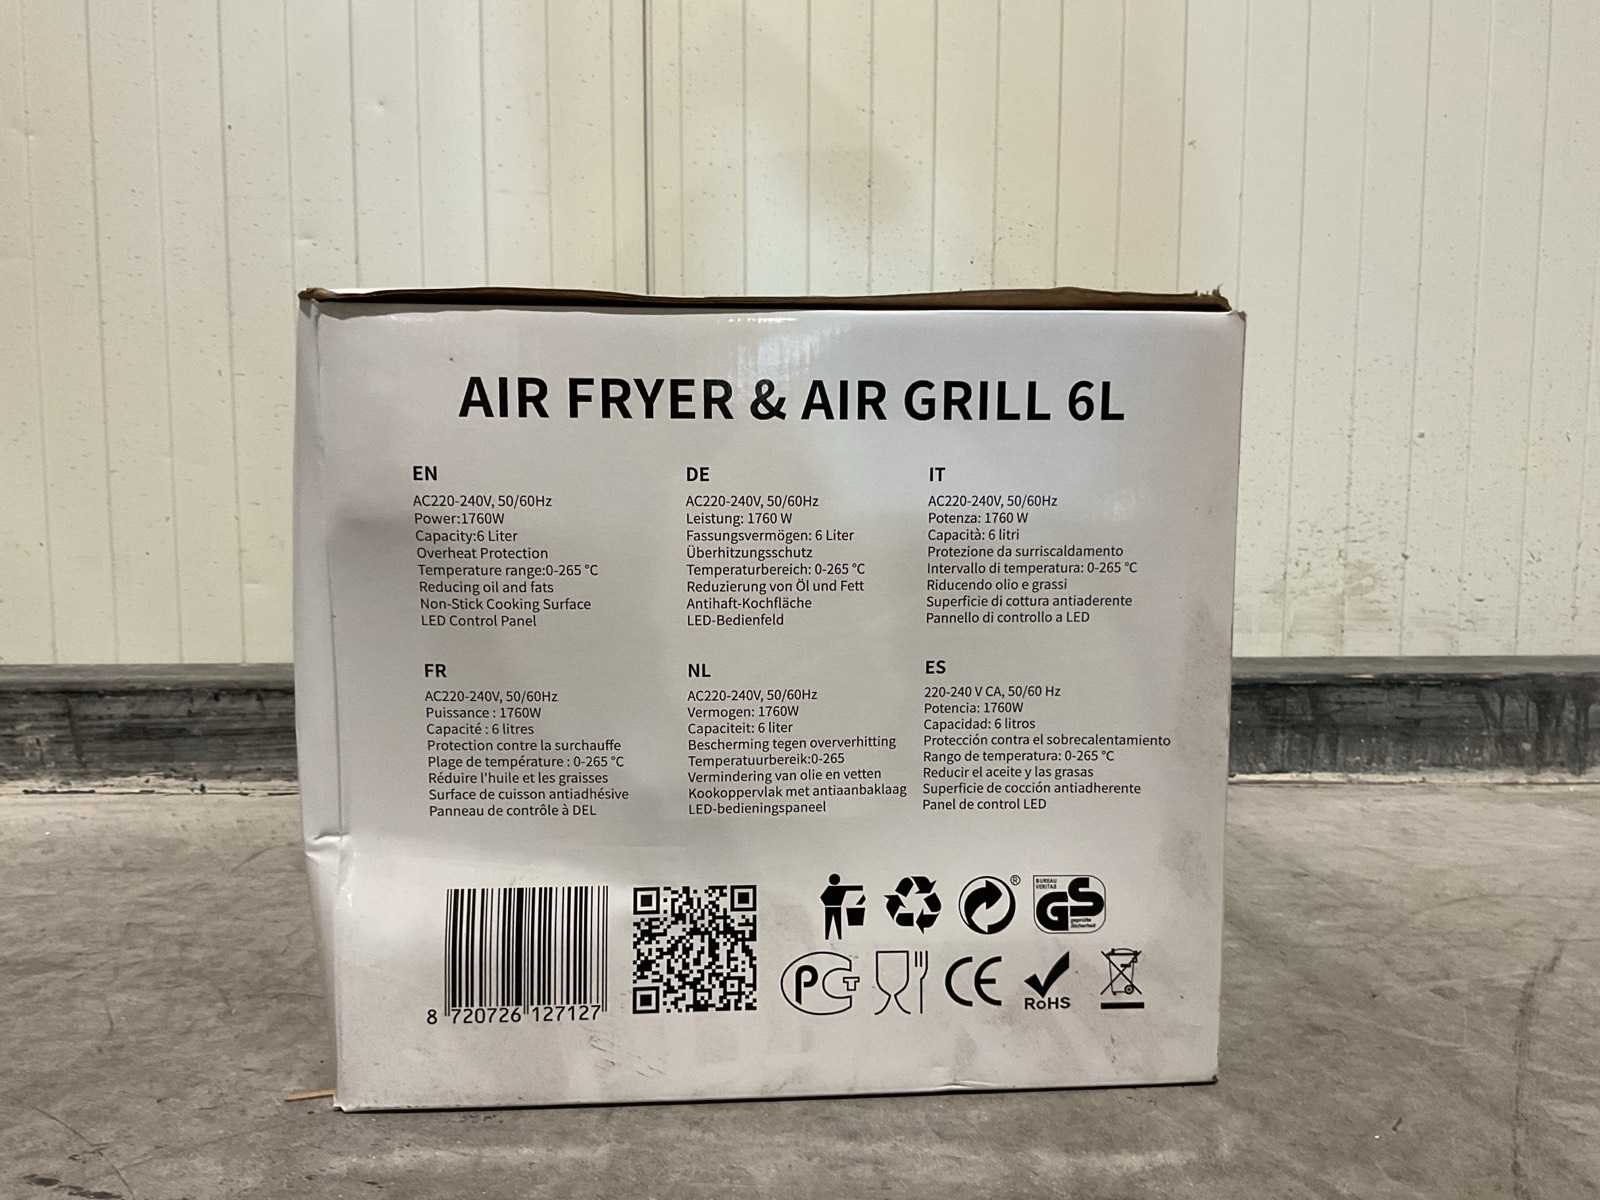 AIR FRYER & AIR GRILL 6L
EN
AC220-240V, 50/60Hz
Power:1760W
Capacity:6 Liter
Overheat Protection
Temperature range:0-265 °C
Reducing oil and fats
Non-Stick Cooking Surface
LED Control Panel
DE
AC220-240V, 50/60Hz
Leistung: 1760 W
Fassungsvermögen: 6 Liter
Überhitzungsschutz
Temperaturbereich: 0-265 °C
Reduzierung von Öl und Fett
Antihaft-Kochfläche
LED-Bedienfeld
IT
AC220-240V, 50/60Hz
Potenza: 1760 W
Capacità: 6 litri
Protezione da surriscaldamento
Intervallo di temperatura: 0-265 °C
Riducendo olio e grassi
Superficie di cottura antiaderente
Pannello di controllo a LED
FR
AC220-240V, 50/60Hz
Puissance : 1760W
Capacité : 6 litres
Protection contre la surchauffe
Plage de température : 0-265 °C
Réduire l'huile et les graisses
Surface de cuisson antiadhésive
Panneau de contrôle à DEL
NL
AC220-240V, 50/60Hz
Vermogen: 1760W
Capaciteit: 6 liter
Bescherming tegen oververhitting
Temperatuurbereik:0-265
Vermindering van olie en vetten
Kookoppervlak met antiaanbaklaag
LED-bedieningspaneel
ES
220-240 V CA, 50/60 Hz
Potencia: 1760W
Capacidad: 6 litros
Protección contra el sobrecalentamiento
Rango de temperatura: 0-265 °C
Reducir el aceite y las grasas
Superficie de cocción antiadherente
Panel de control LED
8 720726 127127
®
BUREAU
VERITAS
GS
geprüfte
Sicherheit
PCT
CE
RoHS